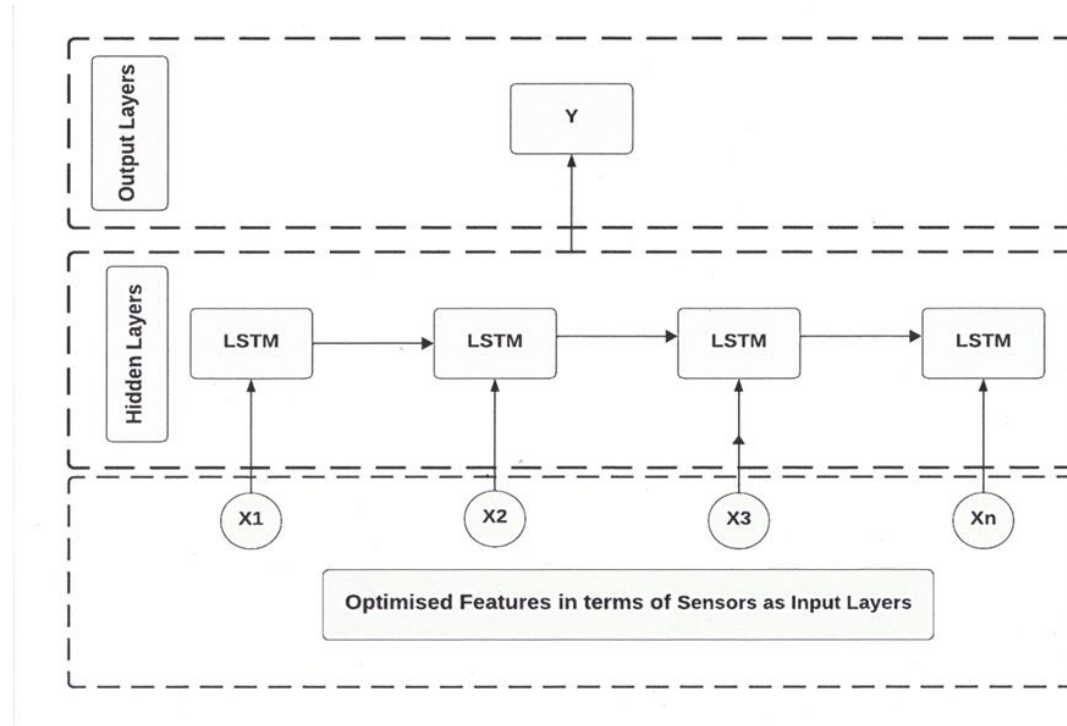 Output Layers
Y
Hidden Layers
LSTM
LSTM
LSTM
LSTM
X1
X2
X3
Xn
Optimised Features in terms of Sensors as Input Layers